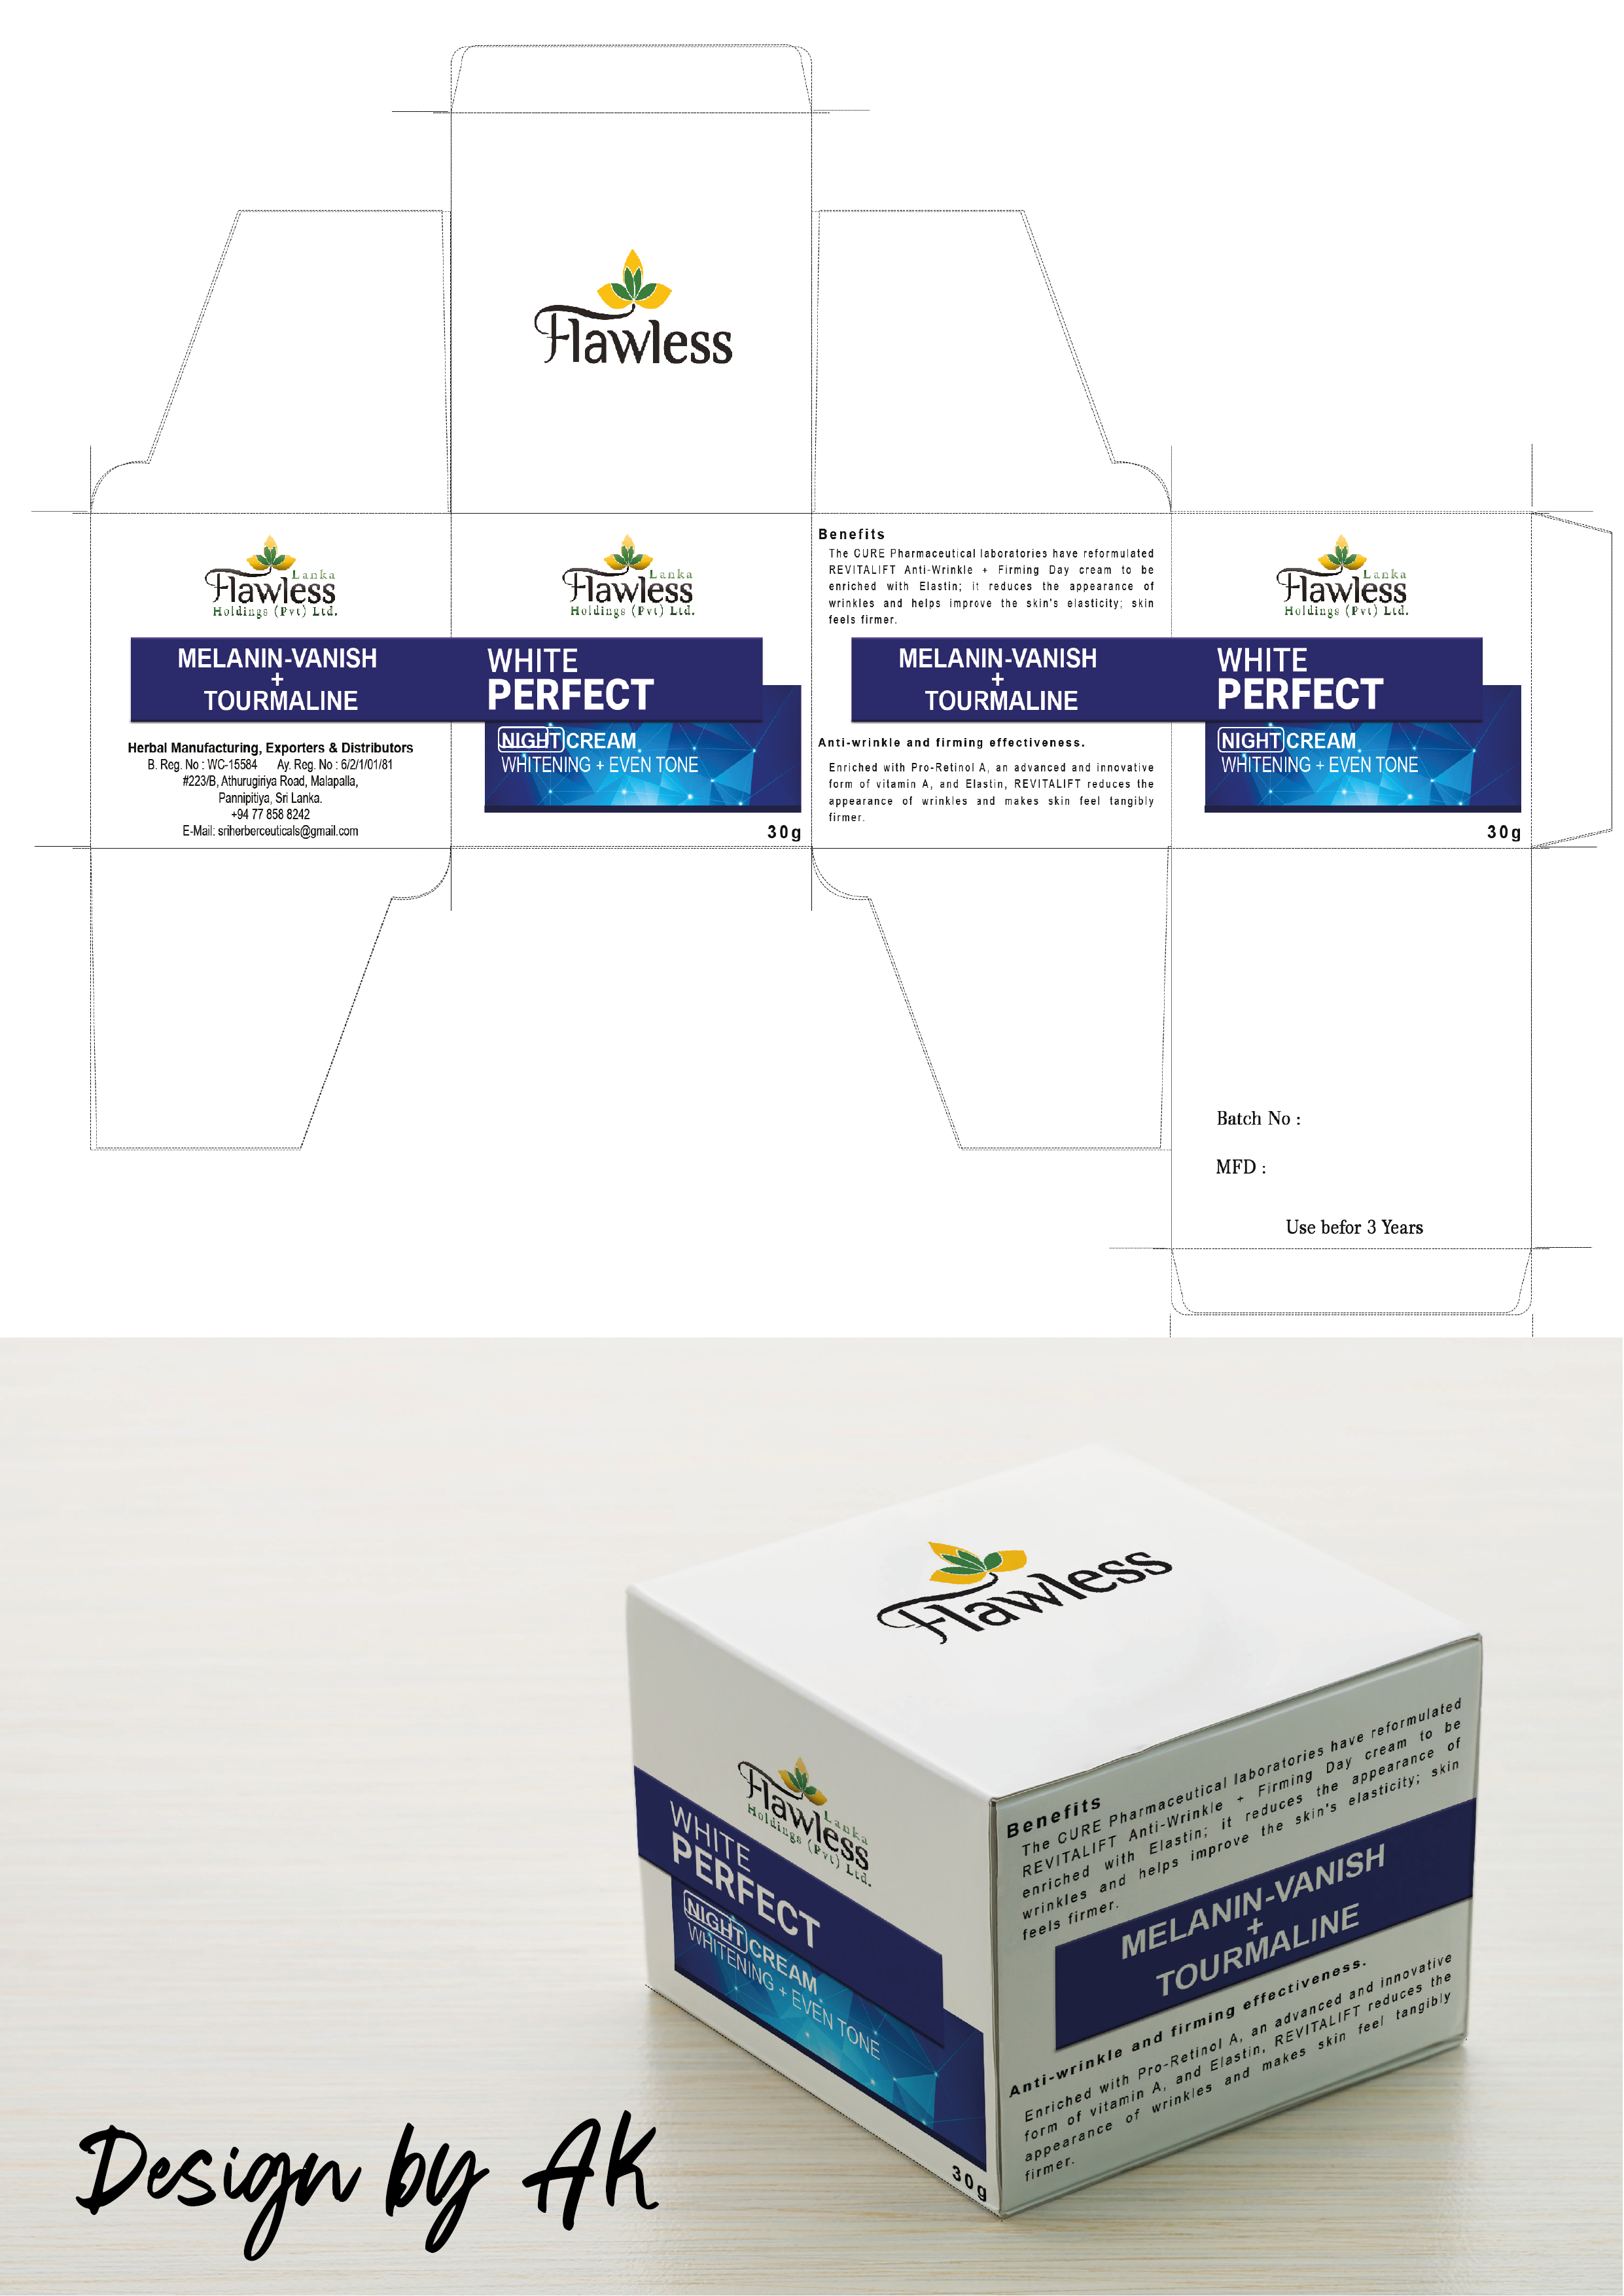 Flawless
Flawless
Lanka
Holdings (Pvt) Ltd.
MELANIN-VANISH
+
TOURMALINE
Herbal Manufacturing, Exporters & Distributors
B. Reg. No : WC-15584 Ay. Reg. No : 6/2/1/01/81
#223/B, Athurugiriya Road, Malapalla,
Pannipitiya, Sri Lanka.
+94 77 858 8242
E-Mail: sriherberceuticals@gmail.com
Flawless
Lanka
Holdings (Pvt) Ltd.
WHITE
PERFECT
NIGHT CREAM
WHITENING + EVEN TONE
30g
Benefits
The CURE Pharmaceutical laboratories have reformulated
REVITALIFT Anti-Wrinkle + Firming Day cream to be
enriched with Elastin; it reduces the appearance of
wrinkles and helps improve the skin's elasticity; skin
feels firmer.
MELANIN-VANISH
+
TOURMALINE
Anti-wrinkle and firming effectiveness.
Enriched with Pro-Retinol A, an advanced and innovative
form of vitamin A, and Elastin, REVITALIFT reduces the
appearance of wrinkles and makes skin feel tangibly
firmer.
Flawless
Lanka
Holdings (Pvt) Ltd.
WHITE
PERFECT
NIGHT CREAM
WHITENING + EVEN TONE
30g
Batch No :
MFD :
Use befor 3 Years
Flawless
Flawless
Lanka
Holdings (Pvt) Ltd.
WHITE
PERFECT
NIGHT CREAM
WHITENING + EVEN TONE
30g
Benefits
The CURE Pharmaceutical laboratories have reformulated
REVITALIFT Anti-Wrinkle + Firming Day cream to be
enriched with Elastin; it reduces the appearance of
wrinkles and helps improve the skin's elasticity; skin
feels firmer.
MELANIN-VANISH
+
TOURMALINE
Anti-wrinkle and firming effectiveness.
Enriched with Pro-Retinol A, an advanced and innovative
form of vitamin A, and Elastin, REVITALIFT reduces the
appearance of wrinkles and makes skin feel tangibly
firmer.
Design by AK